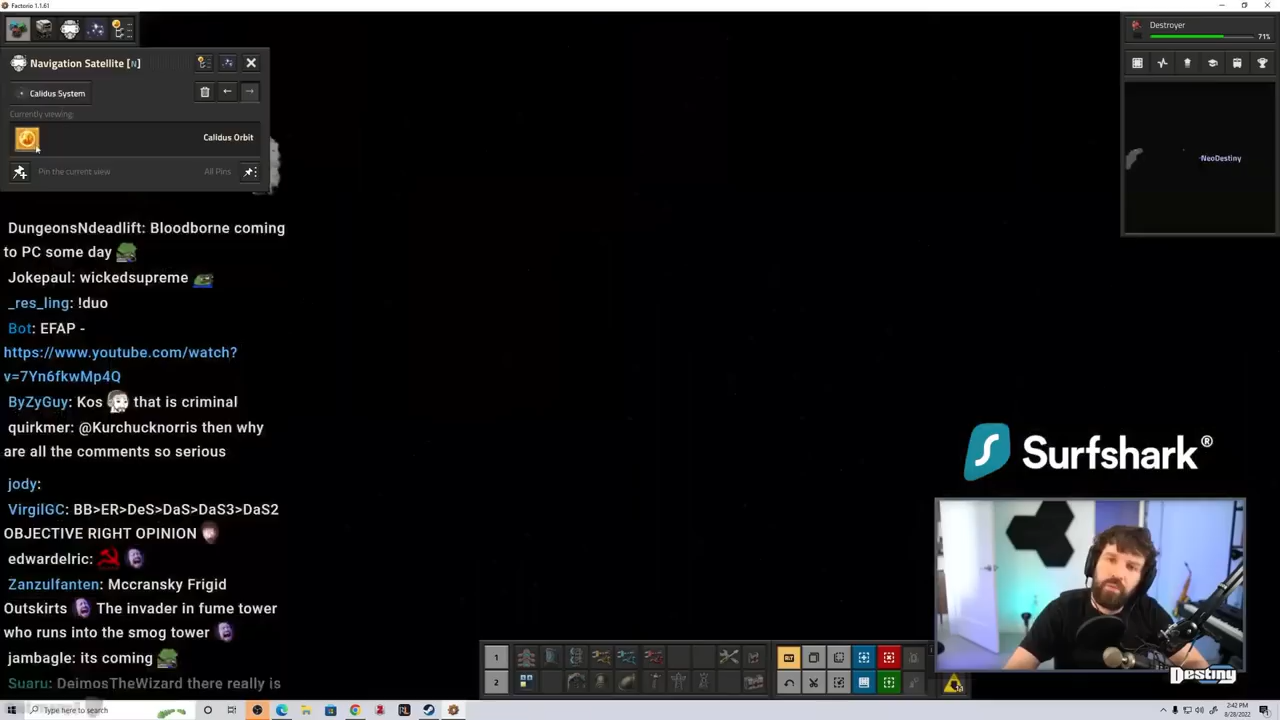 Factorio 1.1.61
Navigation Satellite [N]
Calidus System
Currently viewing:
Calidus Orbit
Pin the current view
All Pins
Destroyer
71%
NeoDestiny
DungeonsNdeadlift: Bloodborne coming
to PC some day
Jokepaul: wickedsupreme
_res_ling: !duo
Bot: EFAP -
https://www.youtube.com/watch?
v=7Yn6fkwMp4Q
ByZyGuy: Kos that is criminal
quirkmer: @Kurchucknorris then why
are all the comments so serious
jody:
VirgilGC: BB>ER>DeS>DaS>DaS3>DaS2
OBJECTIVE RIGHT OPINION
edwardelric:
Zanzulfanten: Mccransky Frigid
Outskirts The invader in fume tower
who runs into the smog tower
jambagle: its coming
Suaru: DeimosTheWizard there really is
Surfshark®
Destiny
1
2
ALT
Type here to search
2:42 PM
8/28/2022